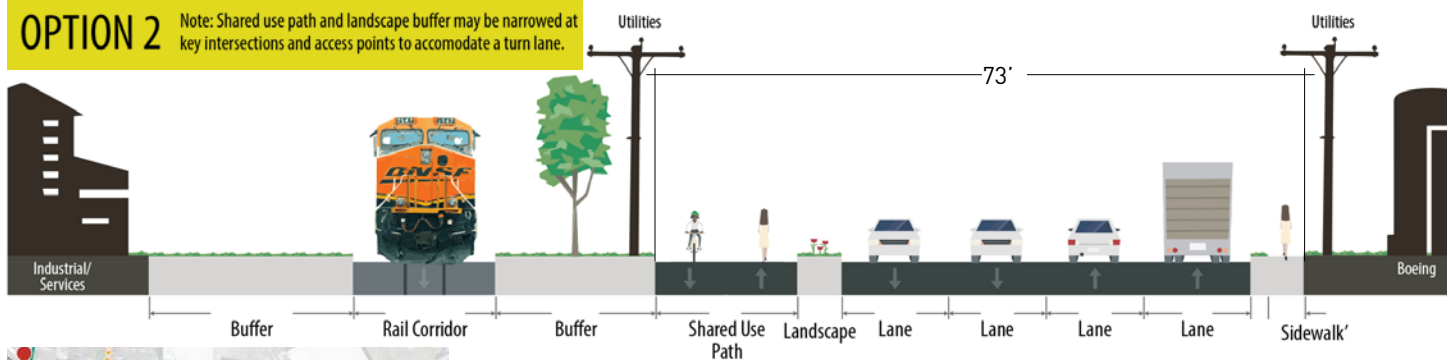 OPTION 2
Note: Shared use path and landscape buffer may be narrowed at
key intersections and access points to accomodate a turn lane.
Utilities
Utilities
73’
BNSF
Industrial/
Services
Boeing
Buffer
Rail Corridor
Buffer
Shared Use
Path
Landscape
Lane
Lane
Lane
Lane
Sidewalk’